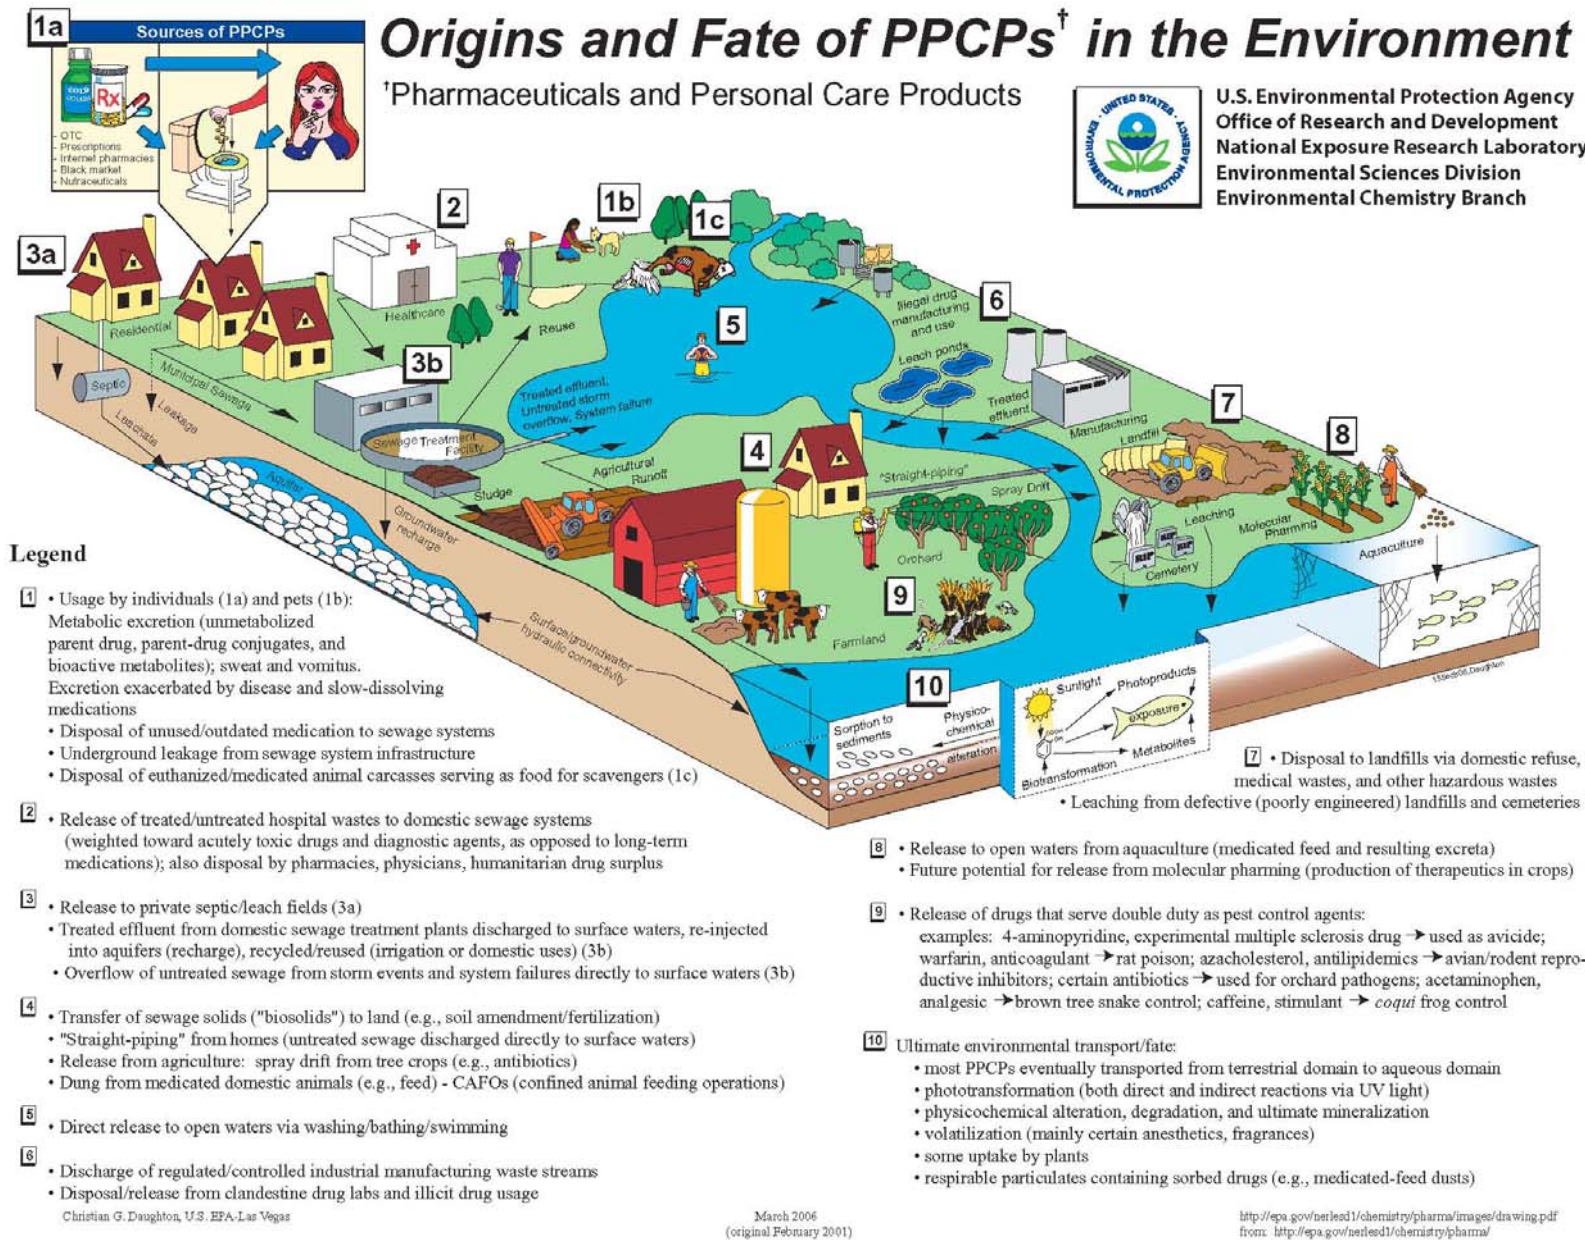 1a
Sources of PPCPs
OTC
- Prescriptions
- Internet pharmacies
- Black market
- Nutraceuticals
Rx
Origins and Fate of PPCPs† in the Environment
†Pharmaceuticals and Personal Care Products
UNITED STATES
ENVIRONMENTAL PROTECTION AGENCY
U.S. Environmental Protection Agency
Office of Research and Development
National Exposure Research Laboratory
Environmental Sciences Division
Environmental Chemistry Branch
3a
2
1b
1c
Residential
Healthcare
Reuse
5
Illegal drug
manufacturing
and use
6
Leach ponds
Septic
Municipal Sewage
3b
Leachate
Leakage
Sewage Treatment
Facility
Treated effluent,
Untreated storm
overflow, System failure
Treated
effluent
Manufacturing
7
Landfill
8
4
Agricultural
Runoff
"Straight-piping"
Spray Drift
Sludge
Aquifer
Groundwater
recharge
Orchard
Leaching
Molecular
Pharming
RIP
RIP
RIP
Cemetery
Aquaculture
9
Farmland
Surface/groundwater
hydraulic connectivity
10
Sorption to
sediments
Physico-
chemical
alteration
Sunlight
Photoproducts
exposure
Metabolites
Biotransformation
Legend
1 • Usage by individuals (1a) and pets (1b):
Metabolic excretion (unmetabolized
parent drug, parent-drug conjugates, and
bioactive metabolites); sweat and vomitus.
Excretion exacerbated by disease and slow-dissolving
medications
• Disposal of unused/outdated medication to sewage systems
• Underground leakage from sewage system infrastructure
• Disposal of euthanized/medicated animal carcasses serving as food for scavengers (1c)
2 • Release of treated/untreated hospital wastes to domestic sewage systems
(weighted toward acutely toxic drugs and diagnostic agents, as opposed to long-term
medications); also disposal by pharmacies, physicians, humanitarian drug surplus
3 • Release to private septic/leach fields (3a)
• Treated effluent from domestic sewage treatment plants discharged to surface waters, re-injected
into aquifers (recharge), recycled/reused (irrigation or domestic uses) (3b)
• Overflow of untreated sewage from storm events and system failures directly to surface waters (3b)
4 • Transfer of sewage solids ("biosolids") to land (e.g., soil amendment/fertilization)
• "Straight-piping" from homes (untreated sewage discharged directly to surface waters)
• Release from agriculture: spray drift from tree crops (e.g., antibiotics)
• Dung from medicated domestic animals (e.g., feed) - CAFOs (confined animal feeding operations)
5 • Direct release to open waters via washing/bathing/swimming
6 • Discharge of regulated/controlled industrial manufacturing waste streams
• Disposal/release from clandestine drug labs and illicit drug usage
7 • Disposal to landfills via domestic refuse,
medical wastes, and other hazardous wastes
• Leaching from defective (poorly engineered) landfills and cemeteries
8 • Release to open waters from aquaculture (medicated feed and resulting excreta)
• Future potential for release from molecular pharming (production of therapeutics in crops)
9 • Release of drugs that serve double duty as pest control agents:
examples: 4-aminopyridine, experimental multiple sclerosis drug → used as avicide;
warfarin, anticoagulant → rat poison; azacholesterol, antilipidemics → avian/rodent repro-
ductive inhibitors; certain antibiotics → used for orchard pathogens; acetaminophen,
analgesic → brown tree snake control; caffeine, stimulant → coqui frog control
10 Ultimate environmental transport/fate:
• most PPCPs eventually transported from terrestrial domain to aqueous domain
• phototransformation (both direct and indirect reactions via UV light)
• physicochemical alteration, degradation, and ultimate mineralization
• volatilization (mainly certain anesthetics, fragrances)
• some uptake by plants
• respirable particulates containing sorbed drugs (e.g., medicated-feed dusts)
Christian G. Daughton, U.S. EPA-Las Vegas
March 2006
(original February 2001)
http://epa.gov/nerlesd1/chemistry/pharma/images/drawing.pdf
from: http://epa.gov/nerlesd1/chemistry/pharma/